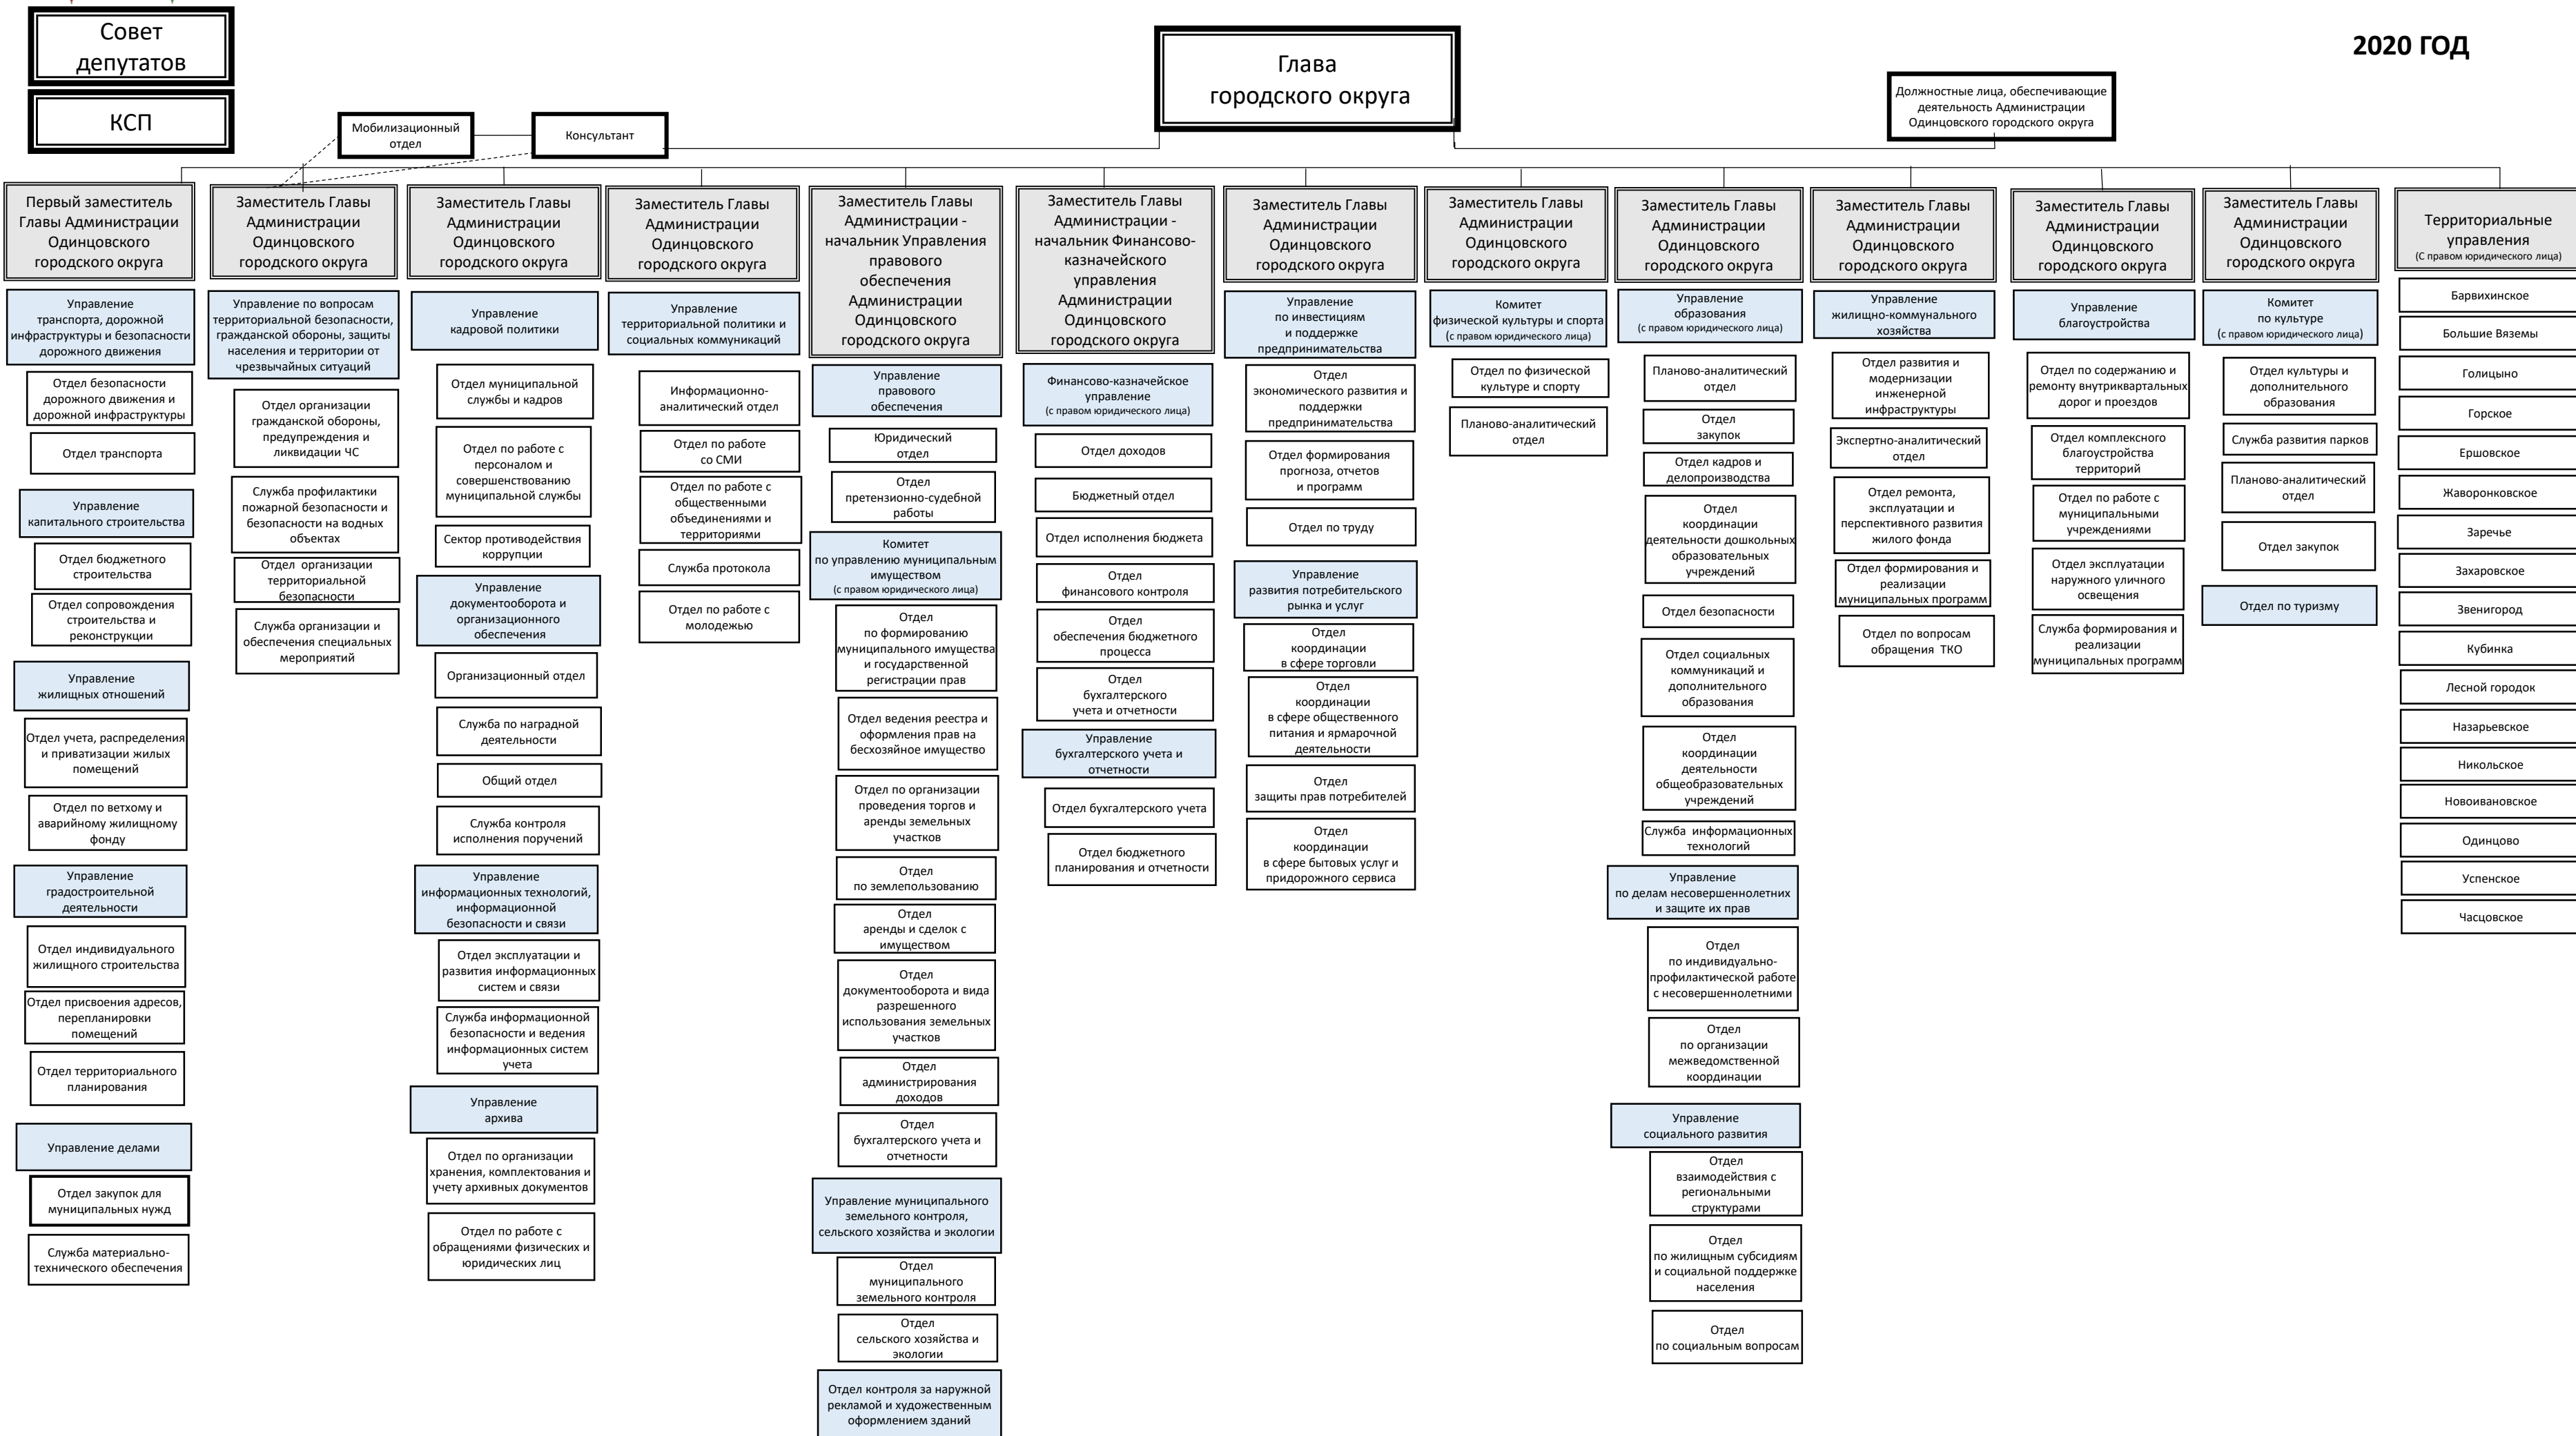 Совет
депутатов
КСП
Мобилизационный
отдел
Консультант
Глава
городского округа
Должностные лица, обеспечивающие
деятельность Администрации
Одинцовского городского округа
2020 ГОД
Первый заместитель
Главы Администрации
Одинцовского
городского округа
Управление
транспорта, дорожной
инфраструктуры и безопасности
дорожного движения
Отдел безопасности
дорожного движения и
дорожной инфраструктуры
Отдел транспорта
Управление
капитального строительства
Отдел бюджетного
строительства
Отдел сопровождения
строительства и
реконструкции
Управление
жилищных отношений
Отдел учета, распределения
и приватизации жилых
помещений
Отдел по ветхому и
аварийному жилищному
фонду
Управление
градостроительной
деятельности
Отдел индивидуального
жилищного строительства
Отдел присвоения адресов,
перепланировки
помещений
Отдел территориального
планирования
Управление делами
Отдел закупок для
муниципальных нужд
Служба материально-
технического обеспечения
Заместитель Главы
Администрации
Одинцовского
городского округа
Управление по вопросам
территориальной безопасности,
гражданской обороны, защиты
населения и территории от
чрезвычайных ситуаций
Отдел организации
гражданской обороны,
предупреждения и
ликвидации ЧС
Служба профилактики
пожарной безопасности и
безопасности на водных
объектах
Отдел организации
территориальной
безопасности
Служба организации и
обеспечения специальных
мероприятий
Заместитель Главы
Администрации
Одинцовского
городского округа
Управление
кадровой политики
Отдел муниципальной
службы и кадров
Отдел по работе с
персоналом и
совершенствованию
муниципальной службы
Сектор противодействия
коррупции
Управление
документооборота и
организационного
обеспечения
Организационный отдел
Служба по наградной
деятельности
Общий отдел
Служба контроля
исполнения поручений
Управление
информационных технологий,
информационной
безопасности и связи
Отдел эксплуатации и
развития информационных
систем и связи
Служба информационной
безопасности и ведения
информационных систем
учета
Управление
архива
Отдел по организации
хранения, комплектования и
учету архивных документов
Отдел по работе с
обращениями физических и
юридических лиц
Заместитель Главы
Администрации
Одинцовского
городского округа
Управление
территориальной политики и
социальных коммуникаций
Информационно-
аналитический отдел
Отдел по работе
со СМИ
Отдел по работе с
общественными
объединениями и
территориями
Служба протокола
Отдел по работе с
молодежью
Заместитель Главы
Администрации -
начальник Управления
правового
обеспечения
Администрации
Одинцовского
городского округа
Управление
правового
обеспечения
Юридический
отдел
Отдел
претензионно-судебной
работы
Комитет
по управлению муниципальным
имуществом
(с правом юридического лица)
Отдел
по формированию
муниципального имущества
и государственной
регистрации прав
Отдел ведения реестра и
оформления прав на
бесхозяйное имущество
Отдел по организации
проведения торгов и
аренды земельных
участков
Отдел
по землепользованию
Отдел
аренды и сделок с
имуществом
Отдел
документооборота и вида
разрешенного
использования земельных
участков
Отдел
администрирования
доходов
Отдел
бухгалтерского учета и
отчетности
Управление муниципального
земельного контроля,
сельского хозяйства и экологии
Отдел
муниципального
земельного контроля
Отдел
сельского хозяйства и
экологии
Отдел контроля за наружной
рекламой и художественным
оформлением зданий
Заместитель Главы
Администрации -
начальник Финансово-
казначейского
управления
Администрации
Одинцовского
городского округа
Финансово-казначейское
управление
(с правом юридического лица)
Отдел доходов
Бюджетный отдел
Отдел исполнения бюджета
Отдел
финансового контроля
Отдел
обеспечения бюджетного
процесса
Отдел
бухгалтерского
учета и отчетности
Управление
бухгалтерского учета и
отчетности
Отдел бухгалтерского учета
Отдел бюджетного
планирования и отчетности
Заместитель Главы
Администрации
Одинцовского
городского округа
Управление
по инвестициям
и поддержке
предпринимательства
Отдел
экономического развития и
поддержки
предпринимательства
Отдел формирования
прогноза, отчетов
и программ
Отдел по труду
Управление
развития потребительского
рынка и услуг
Отдел
координации
в сфере торговли
Отдел
координации
в сфере общественного
питания и ярмарочной
деятельности
Отдел
защиты прав потребителей
Отдел
координации
в сфере бытовых услуг и
придорожного сервиса
Заместитель Главы
Администрации
Одинцовского
городского округа
Комитет
физической культуры и спорта
(с правом юридического лица)
Отдел по физической
культуре и спорту
Планово-аналитический
отдел
Заместитель Главы
Администрации
Одинцовского
городского округа
Управление
образования
(с правом юридического лица)
Планово-аналитический
отдел
Отдел
закупок
Отдел кадров и
делопроизводства
Отдел
координации
деятельности дошкольных
образовательных
учреждений
Отдел безопасности
Отдел социальных
коммуникаций и
дополнительного
образования
Отдел
координации
деятельности
общеобразовательных
учреждений
Служба информационных
технологий
Управление
по делам несовершеннолетних
и защите их прав
Отдел
по индивидуально-
профилактической работе
с несовершеннолетними
Отдел
по организации
межведомственной
координации
Управление
социального развития
Отдел
взаимодействия с
региональными
структурами
Отдел
по жилищным субсидиям
и социальной поддержке
населения
Отдел
по социальным вопросам
Заместитель Главы
Администрации
Одинцовского
городского округа
Управление
жилищно-коммунального
хозяйства
Отдел развития и
модернизации
инженерной
инфраструктуры
Экспертно-аналитический
отдел
Отдел ремонта,
эксплуатации и
перспективного развития
жилого фонда
Отдел формирования и
реализации
муниципальных программ
Отдел по вопросам
обращения ТКО
Заместитель Главы
Администрации
Одинцовского
городского округа
Управление
благоустройства
Отдел по содержанию и
ремонту внутриквартальных
дорог и проездов
Отдел комплексного
благоустройства
территорий
Отдел по работе с
муниципальными
учреждениями
Отдел эксплуатации
наружного уличного
освещения
Служба формирования и
реализации
муниципальных программ
Заместитель Главы
Администрации
Одинцовского
городского округа
Комитет
по культуре
(с правом юридического лица)
Отдел культуры и
дополнительного
образования
Служба развития парков
Планово-аналитический
отдел
Отдел закупок
Отдел по туризму
Территориальные
управления
(С правом юридического лица)
Барвихинское
Большие Вяземы
Голицыно
Горское
Ершовское
Жаворонковское
Заречье
Захаровское
Звенигород
Кубинка
Лесной городок
Назарьевское
Никольское
Новоивановское
Одинцово
Успенское
Часцовское